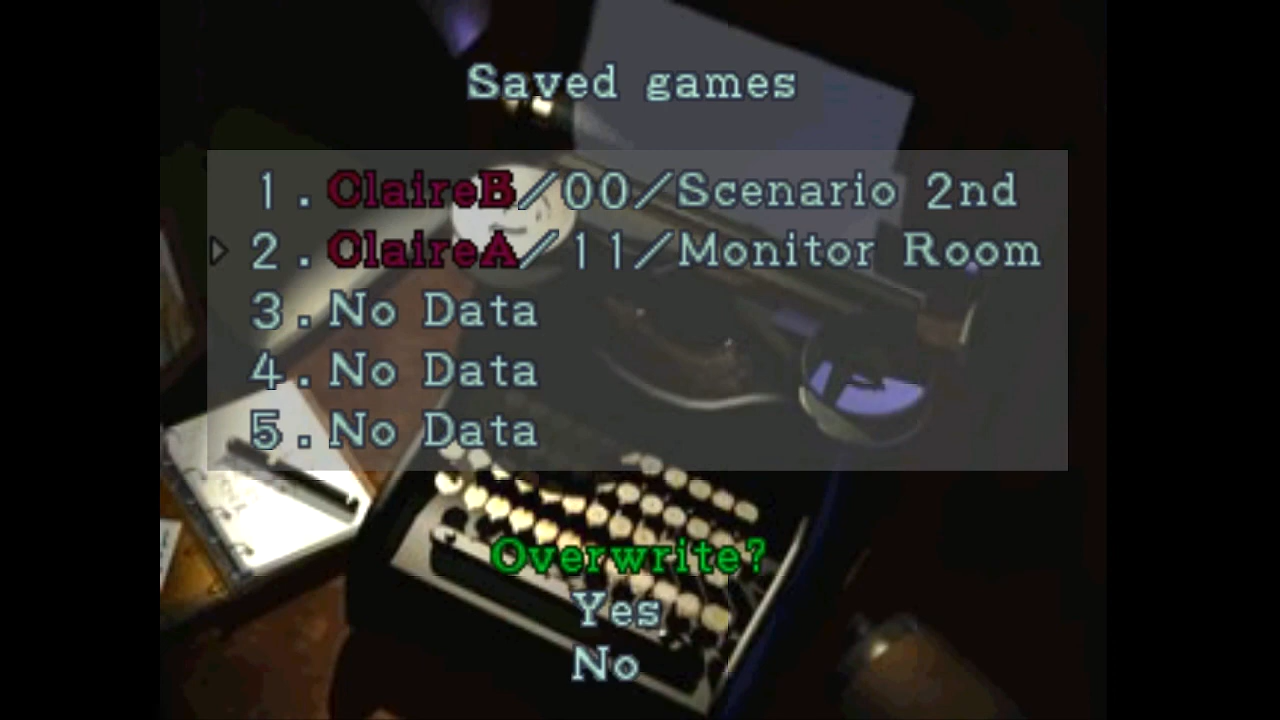 Saved games
1.ClaireB/00/Scenario 2nd
2.ClaireA/11/Monitor Room
3.No Data
4.No Data
5.No Data
Overwrite?
Yes
No